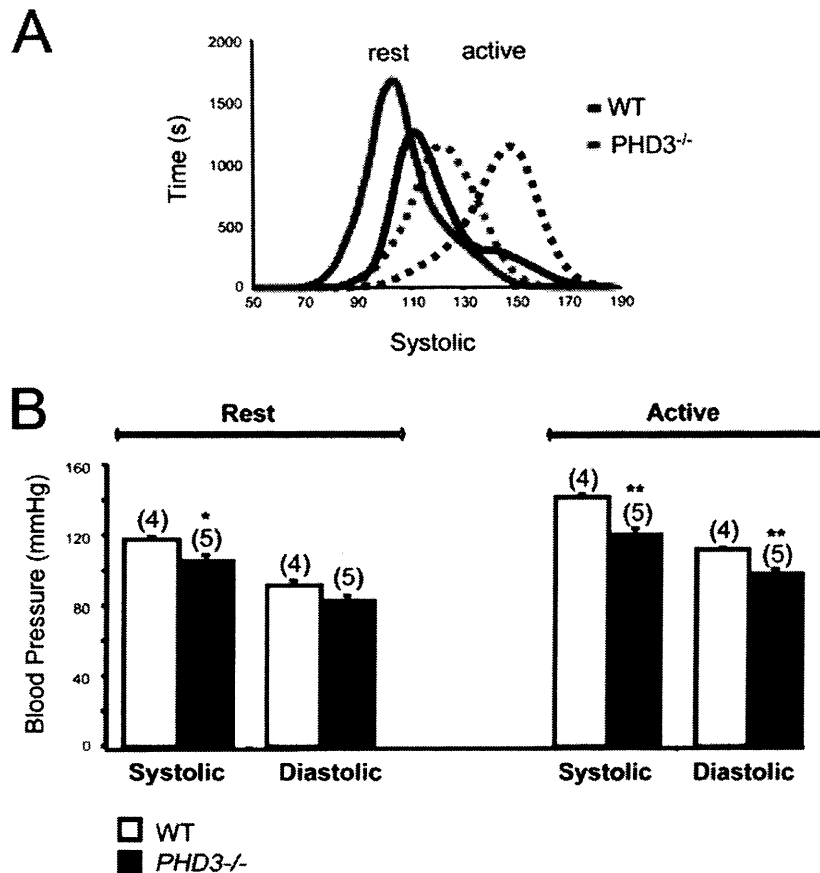 A
2000
1500
1000
500
0
Time (s)
rest active
WT
PHD3-/-
50 70 90 110 130 150 170 190
Systolic
B
Rest Active
160
120
80
40
0
Blood Pressure (mmHg)
(4) * (5) (4) (5) (4) ** (5) (4) ** (5)
Systolic Diastolic Systolic Diastolic
WT
PHD3-/-